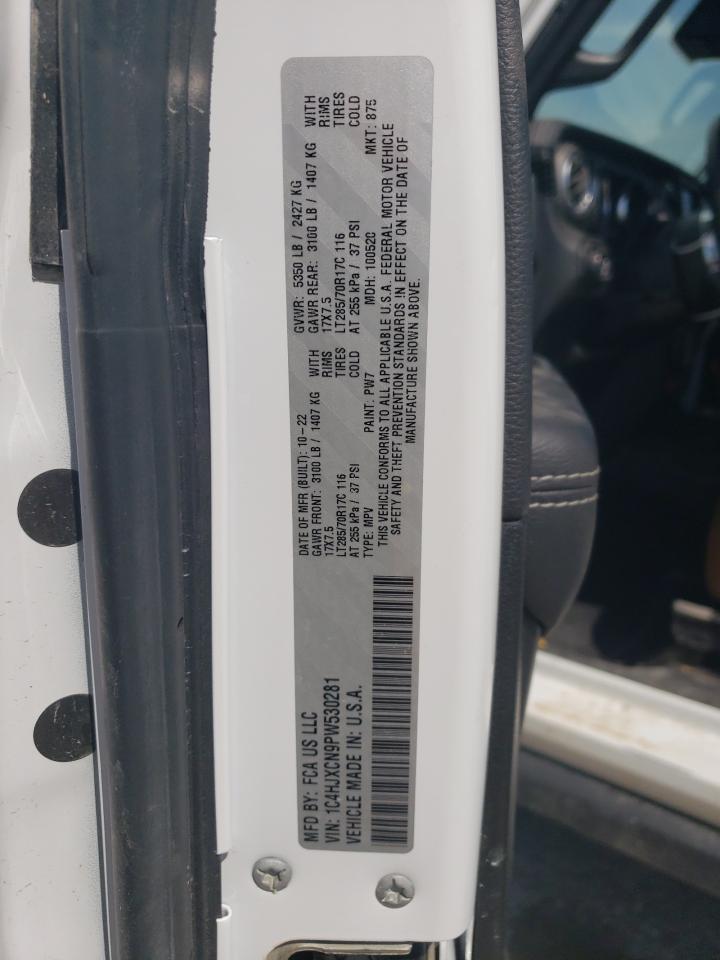 MFD BY: FCA US LLC
VIN: 1C4HJXCN9PW530281
VEHICLE MADE IN: U.S.A.
DATE OF MFR (BUILT): 10-22 GVWR: 5350 LB / 2427 KG
GAWR FRONT: 3100 LB / 1407 KG WITH GAWR REAR: 3100 LB / 1407 KG WITH
17X7.5 RIMS 17X7.5 RIMS
LT285/70R17C 116 TIRES LT285/70R17C 116 TIRES
AT 255 kPa / 37 PSI COLD AT 255 kPa / 37 PSI COLD
TYPE: MPV PAINT: PW7 MDH: 10052C MKT: 875
THIS VEHICLE CONFORMS TO ALL APPLICABLE U.S.A. FEDERAL MOTOR VEHICLE
SAFETY AND THEFT PREVENTION STANDARDS IN EFFECT ON THE DATE OF
MANUFACTURE SHOWN ABOVE.